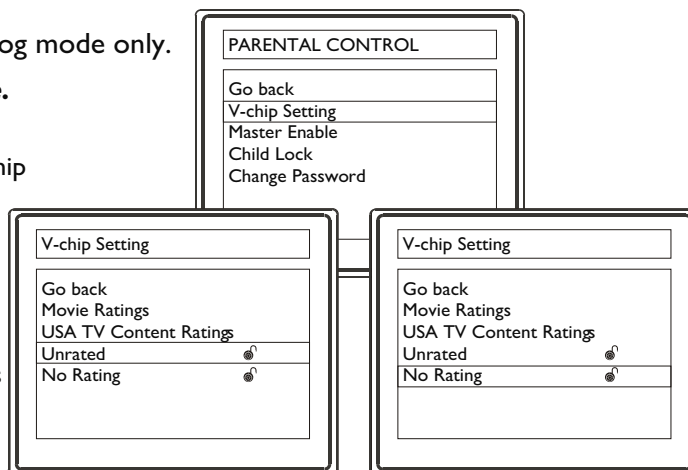 og mode only.
PARENTAL CONTROL
Go back
V-chip Setting
Master Enable
Child Lock
Change Password
V-chip Setting
Go back
Movie Ratings
USA TV Content Ratings
Unrated
No Rating
V-chip Setting
Go back
Movie Ratings
USA TV Content Ratings
Unrated
No Rating